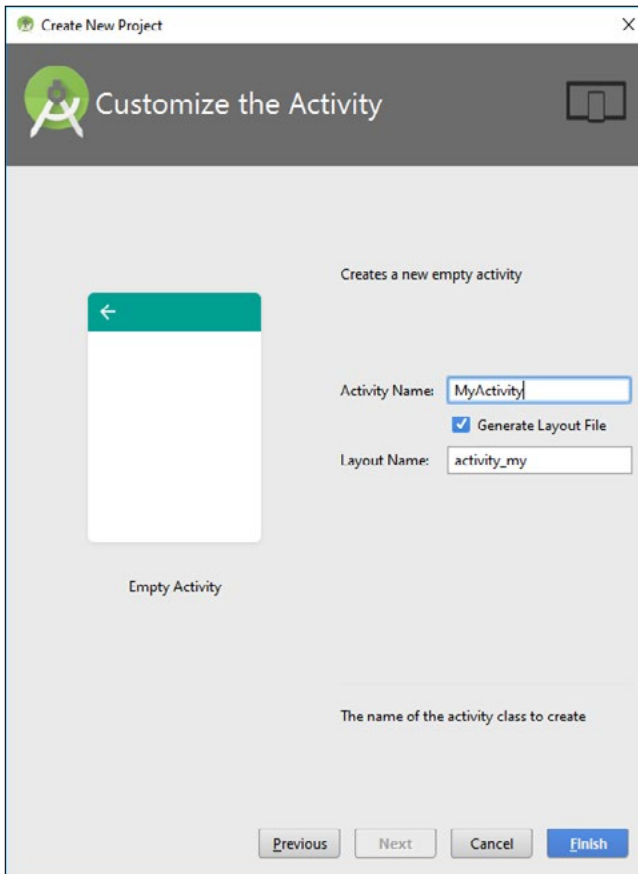 Create New Project
Customize the Activity
Creates a new empty activity
Activity Name: MyActivity
Generate Layout File
Layout Name: activity_my
Empty Activity
The name of the activity class to create
Previous Next Cancel Finish